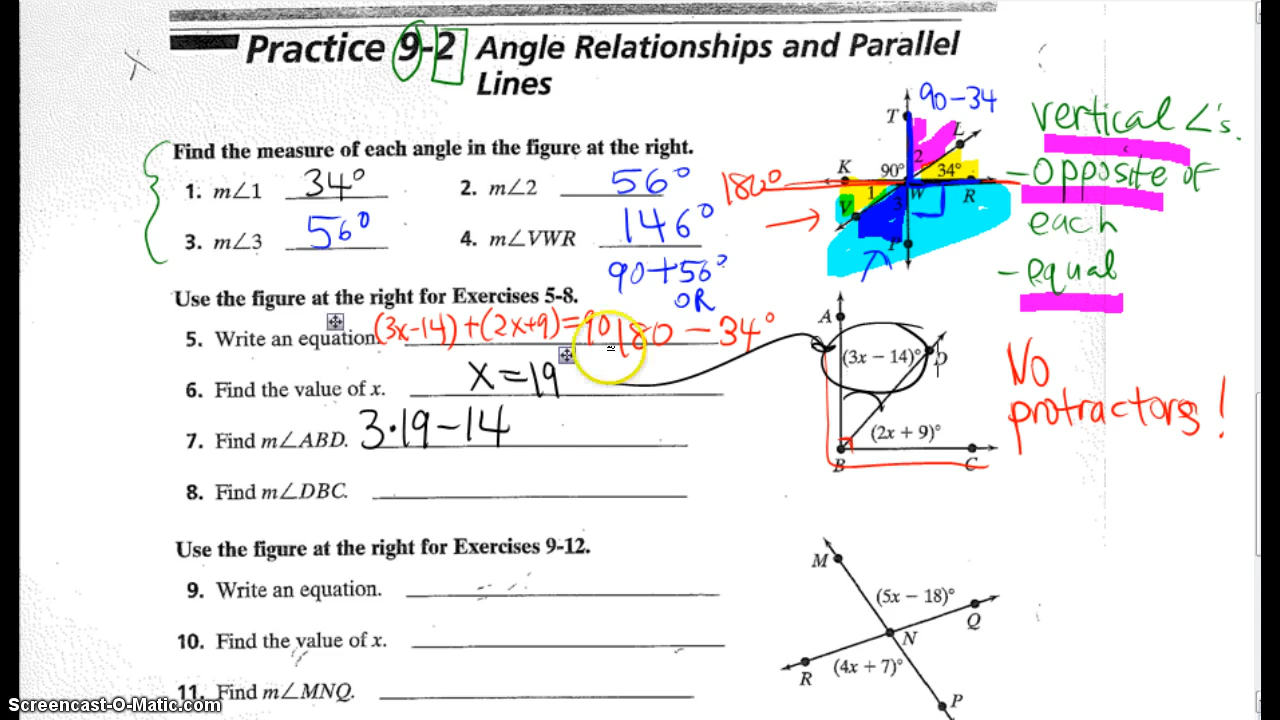 Practice 9-2 Angle Relationships and Parallel
Lines
Find the measure of each angle in the figure at the right.
1. m∠1 34°
2. m∠2 56°
3. m∠3 56°
4. m∠VWR 146°
90+56°
OR
180 - 34°
Use the figure at the right for Exercises 5-8.
5. Write an equation. (3x-14)+(2x+9)=90
6. Find the value of x. x=19
7. Find m∠ABD. 3·19-14
8. Find m∠DBC.
Use the figure at the right for Exercises 9-12.
9. Write an equation.
10. Find the value of x.
11. Find m∠MNQ.
90-34
T
L
2
K
90°
34°
180°
1
W
R
V
3
P
vertical ∠'s.
-opposite of
each
-equal
A
(3x - 14)°
D
(2x + 9)°
B
C
No
protractors!
M
(5x - 18)°
Q
N
R
(4x + 7)°
P
Screencast-O-Matic.com